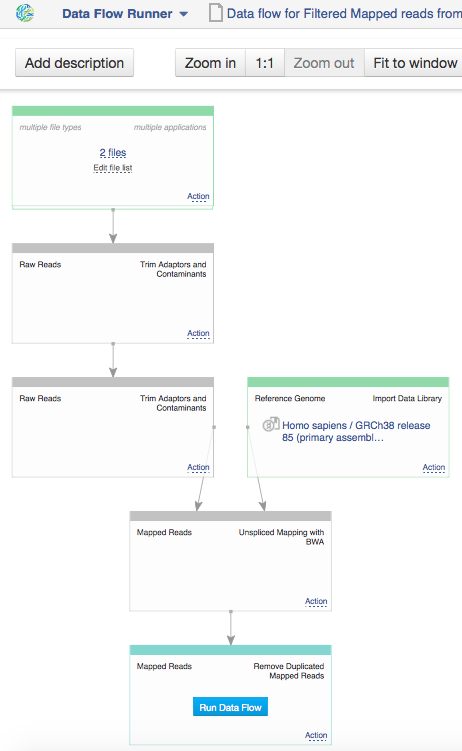 Data Flow Runner
Data flow for Filtered Mapped reads from
Add description
Zoom in
1:1
Zoom out
Fit to window
multiple file types
multiple applications
2 files
Edit file list
Action
Raw Reads
Trim Adaptors and
Contaminants
Action
Raw Reads
Trim Adaptors and
Contaminants
Action
Reference Genome
Import Data Library
Homo sapiens / GRCh38 release
85 (primary assembl...
Action
Mapped Reads
Unspliced Mapping with
BWA
Action
Mapped Reads
Remove Duplicated
Mapped Reads
Run Data Flow
Action